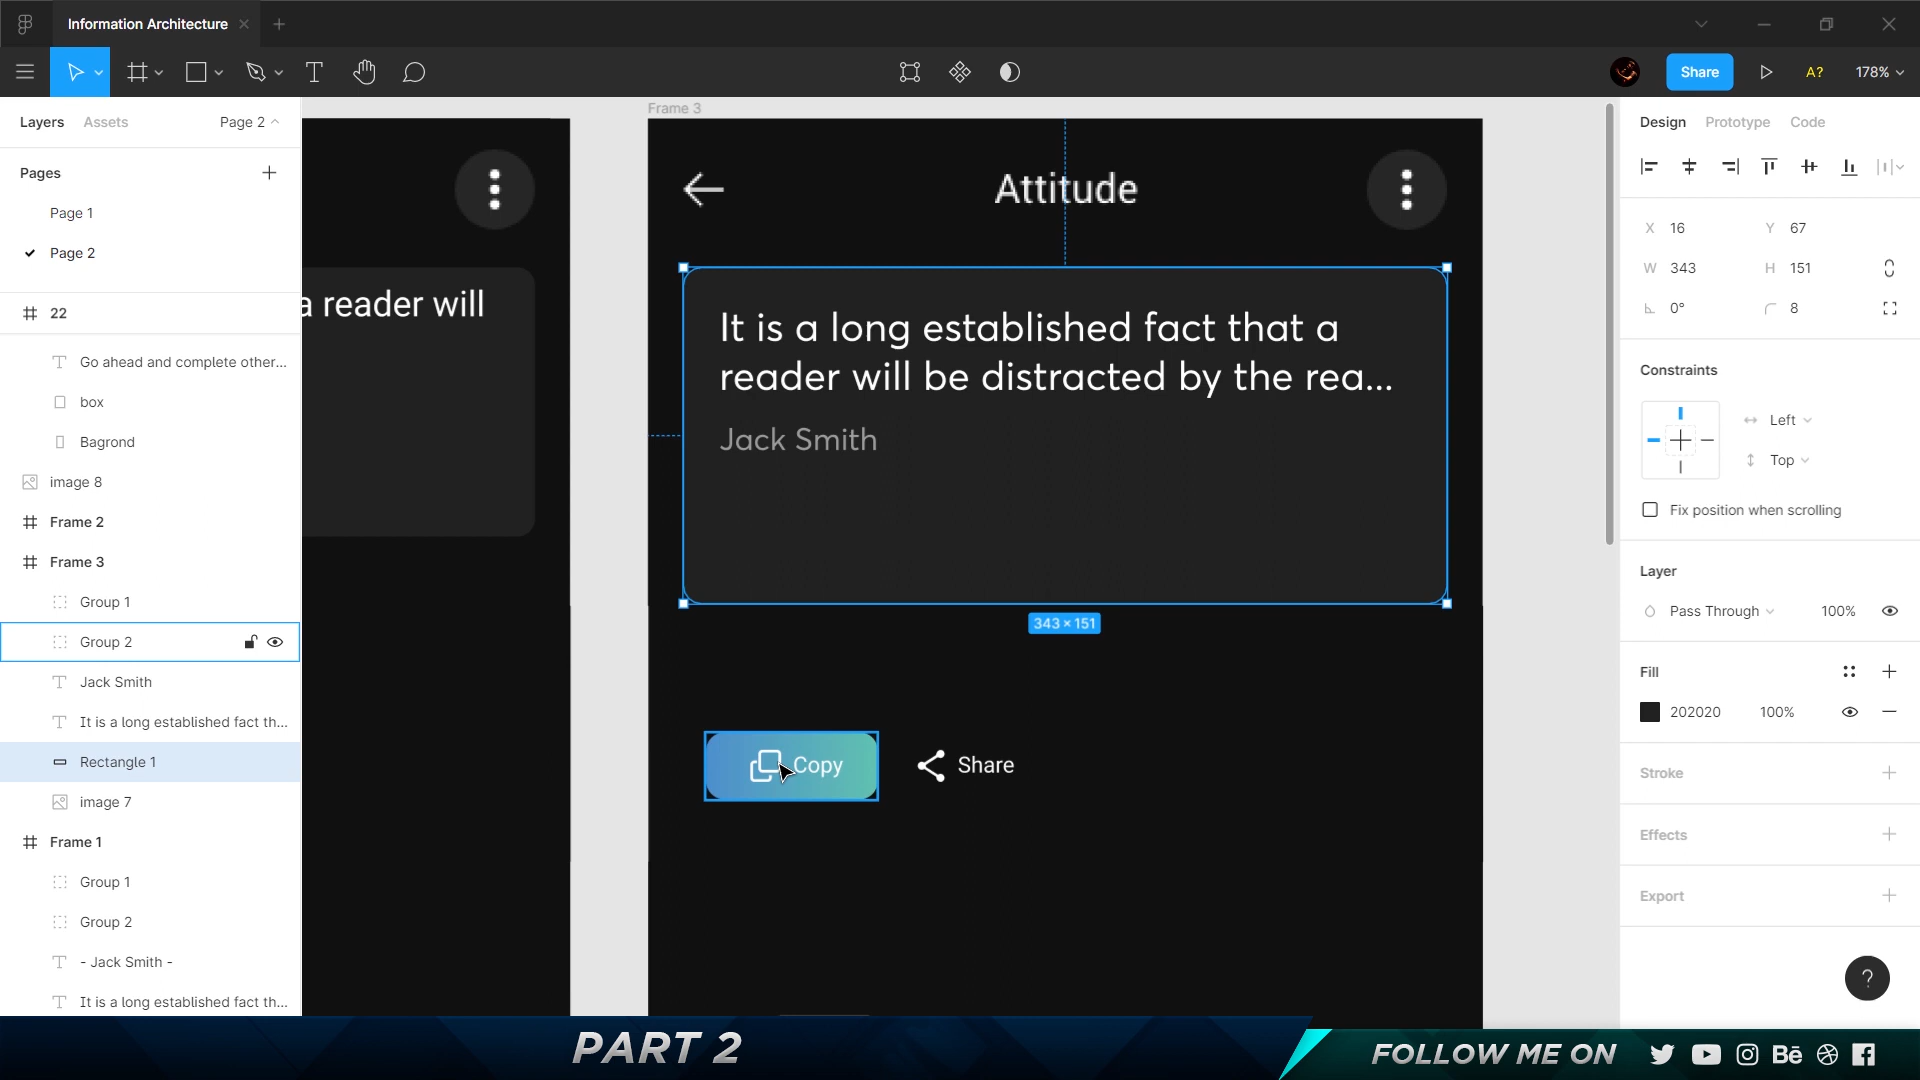 Information Architecture
Share
A?
178%
Layers
Assets
Page 2
Pages
Page 1
Page 2
22
Go ahead and complete other...
box
Bagrond
image 8
Frame 2
Frame 3
Group 1
Group 2
Jack Smith
It is a long established fact th...
Rectangle 1
image 7
Frame 1
Group 1
Group 2
- Jack Smith -
It is a long established fact th...
a reader will
Frame 3
Attitude
It is a long established fact that a
reader will be distracted by the rea...
Jack Smith
343 × 151
Copy
Share
Design
Prototype
Code
X 16
Y 67
W 343
H 151
0°
8
Constraints
Left
Top
Fix position when scrolling
Layer
Pass Through
100%
Fill
202020
100%
Stroke
Effects
Export
?
PART 2
FOLLOW ME ON
Bē